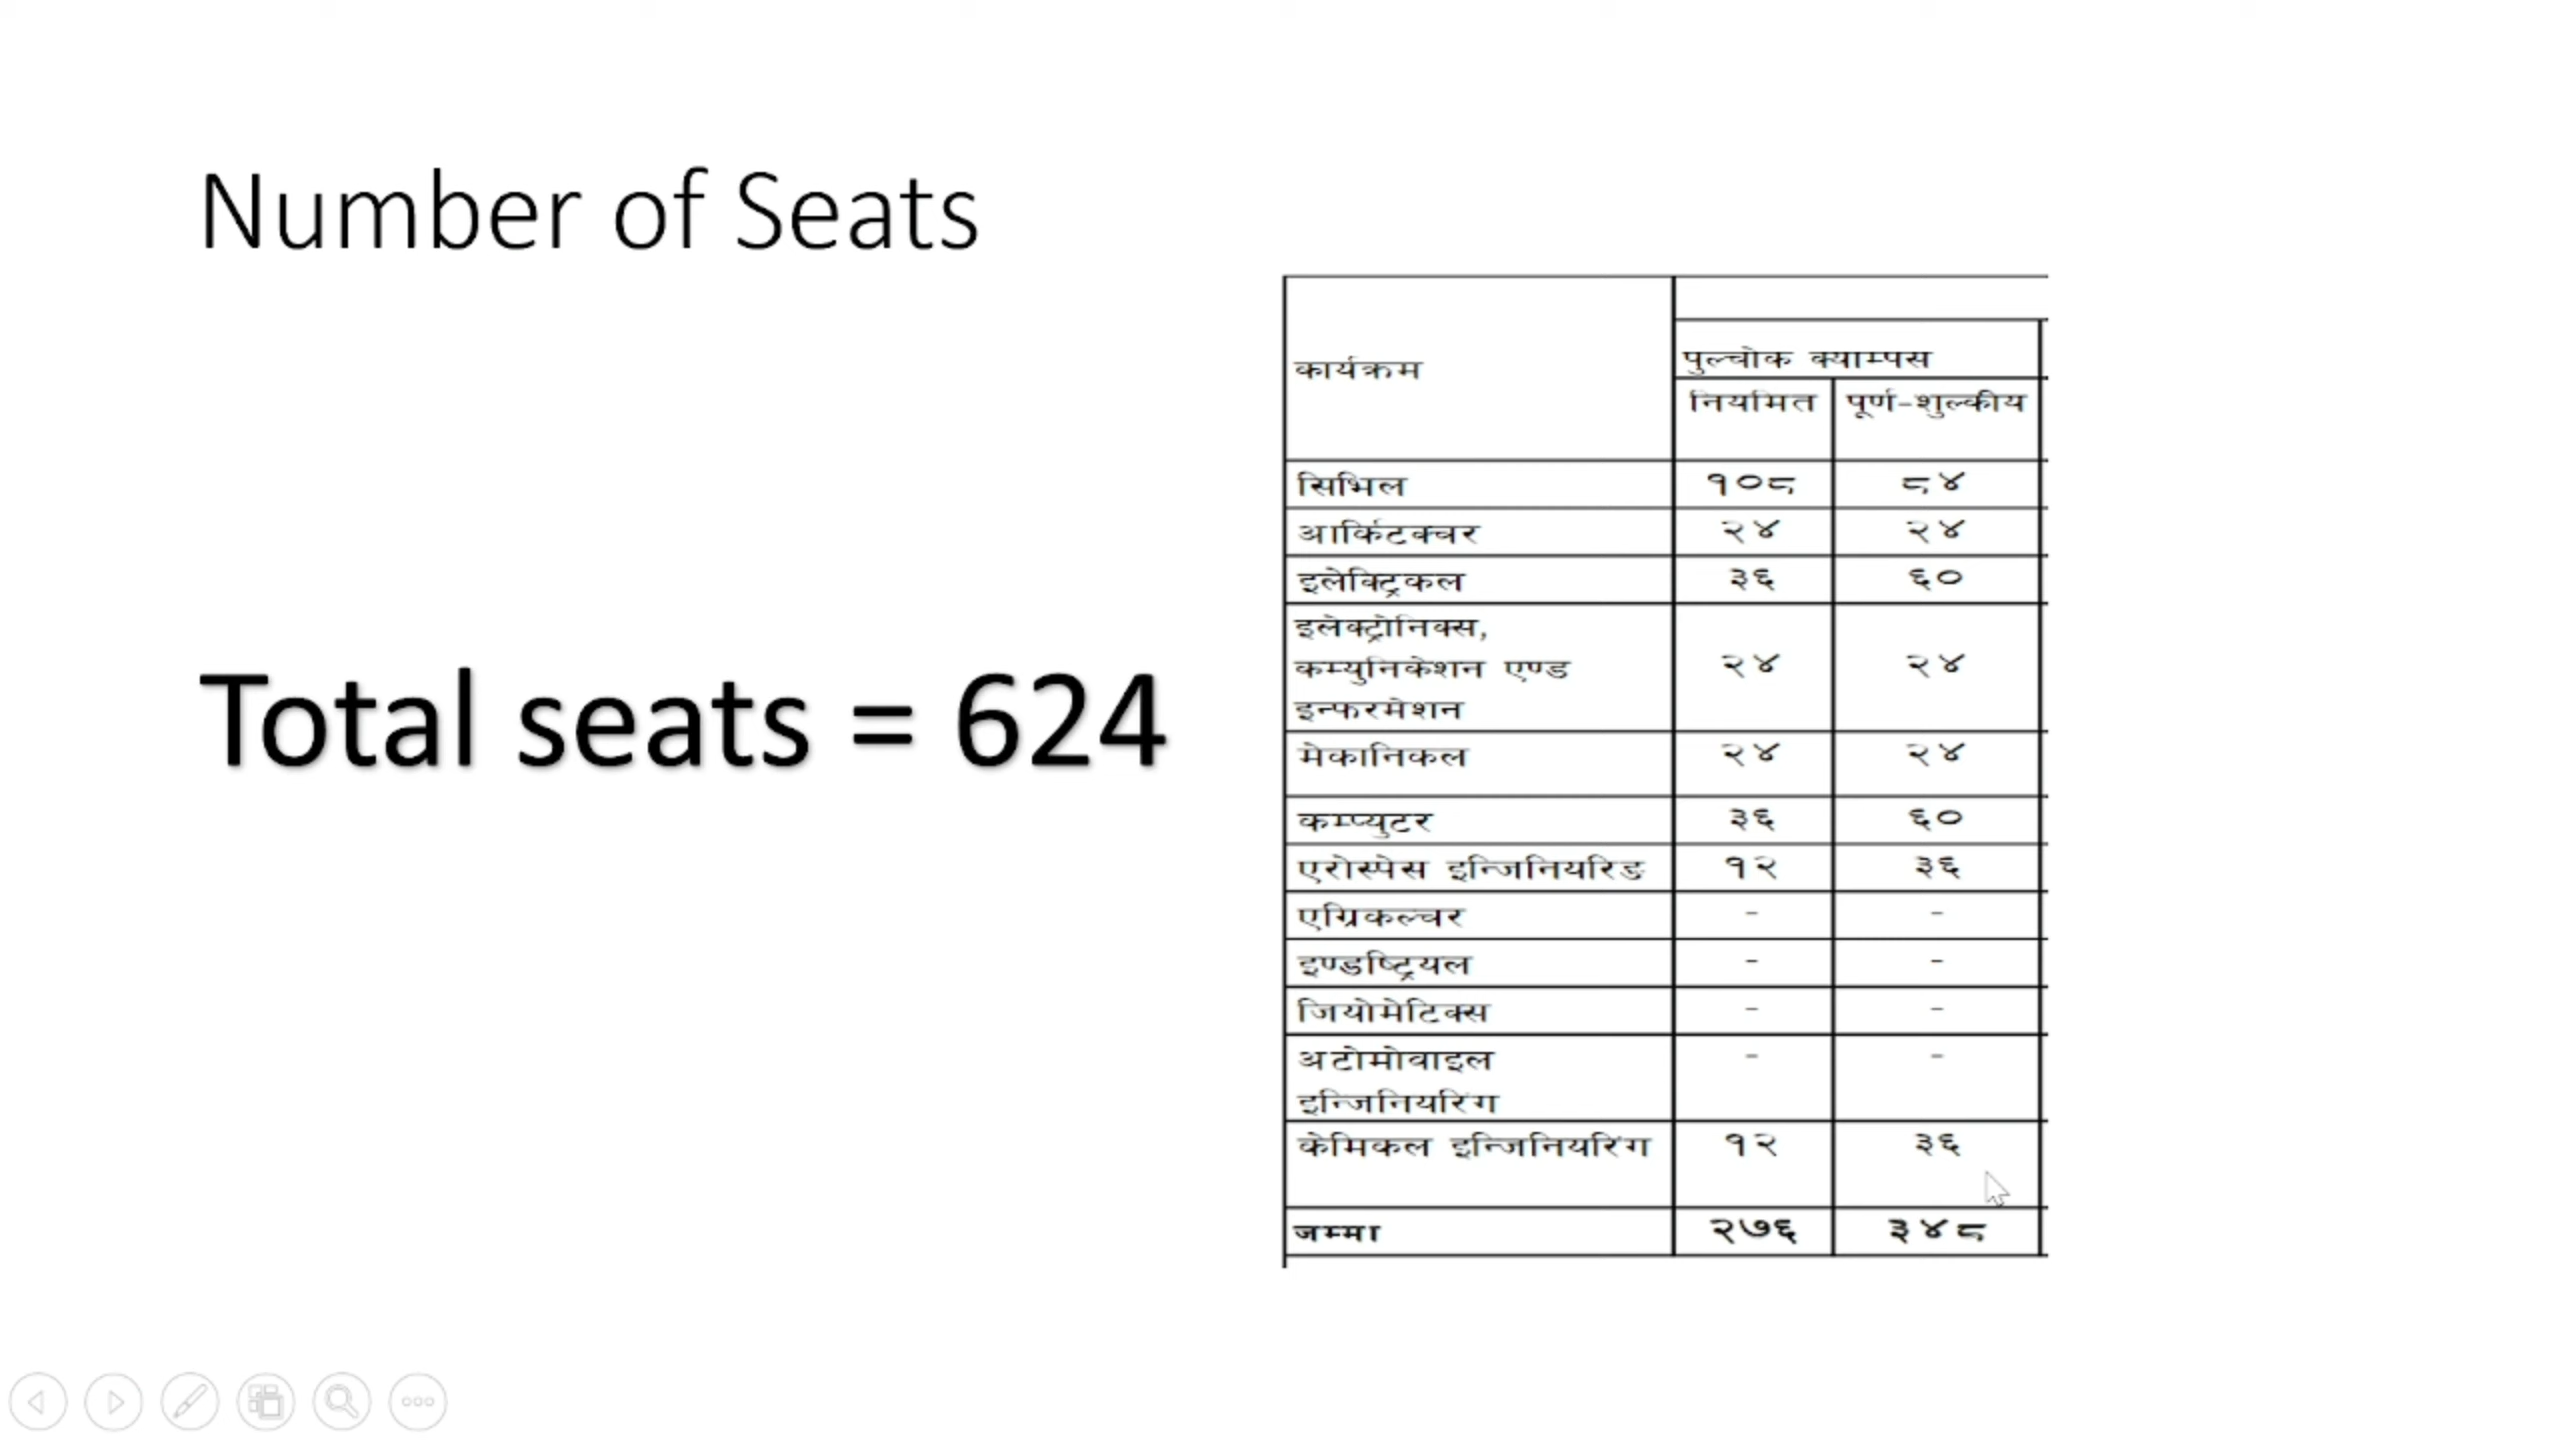 Number of Seats
Total seats = 624
कार्यक्रम
पुल्चोक क्याम्पस
नियमित पूर्ण-शुल्कीय
सिभिल १०८ ८४
आर्किटक्चर २४ २४
इलेक्ट्रिकल ३६ ६०
इलेक्ट्रोनिक्स,
कम्युनिकेशन एण्ड २४ २४
इन्फरमेशन
मेकानिकल २४ २४
कम्प्युटर ३६ ६०
एरोस्पेस इन्जिनियरिङ १२ ३६
एग्रिकल्चर - -
इण्डष्ट्रियल - -
जियोमेटिक्स - -
अटोमोवाइल - -
इन्जिनियरिंग
केमिकल इन्जिनियरिंग १२ ३६
जम्मा २७६ ३४८